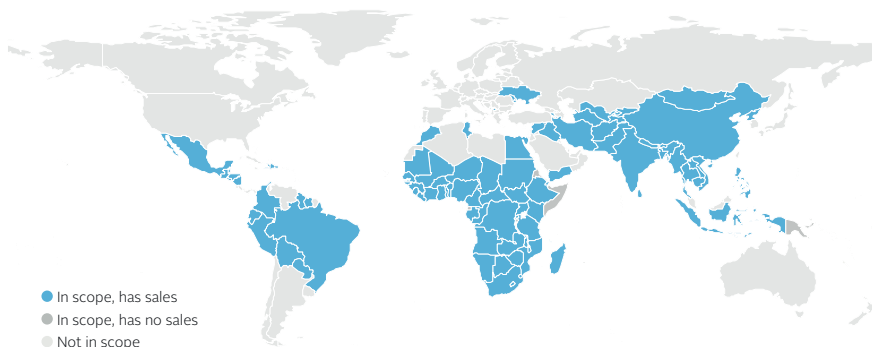 In scope, has sales
In scope, has no sales
Not in scope